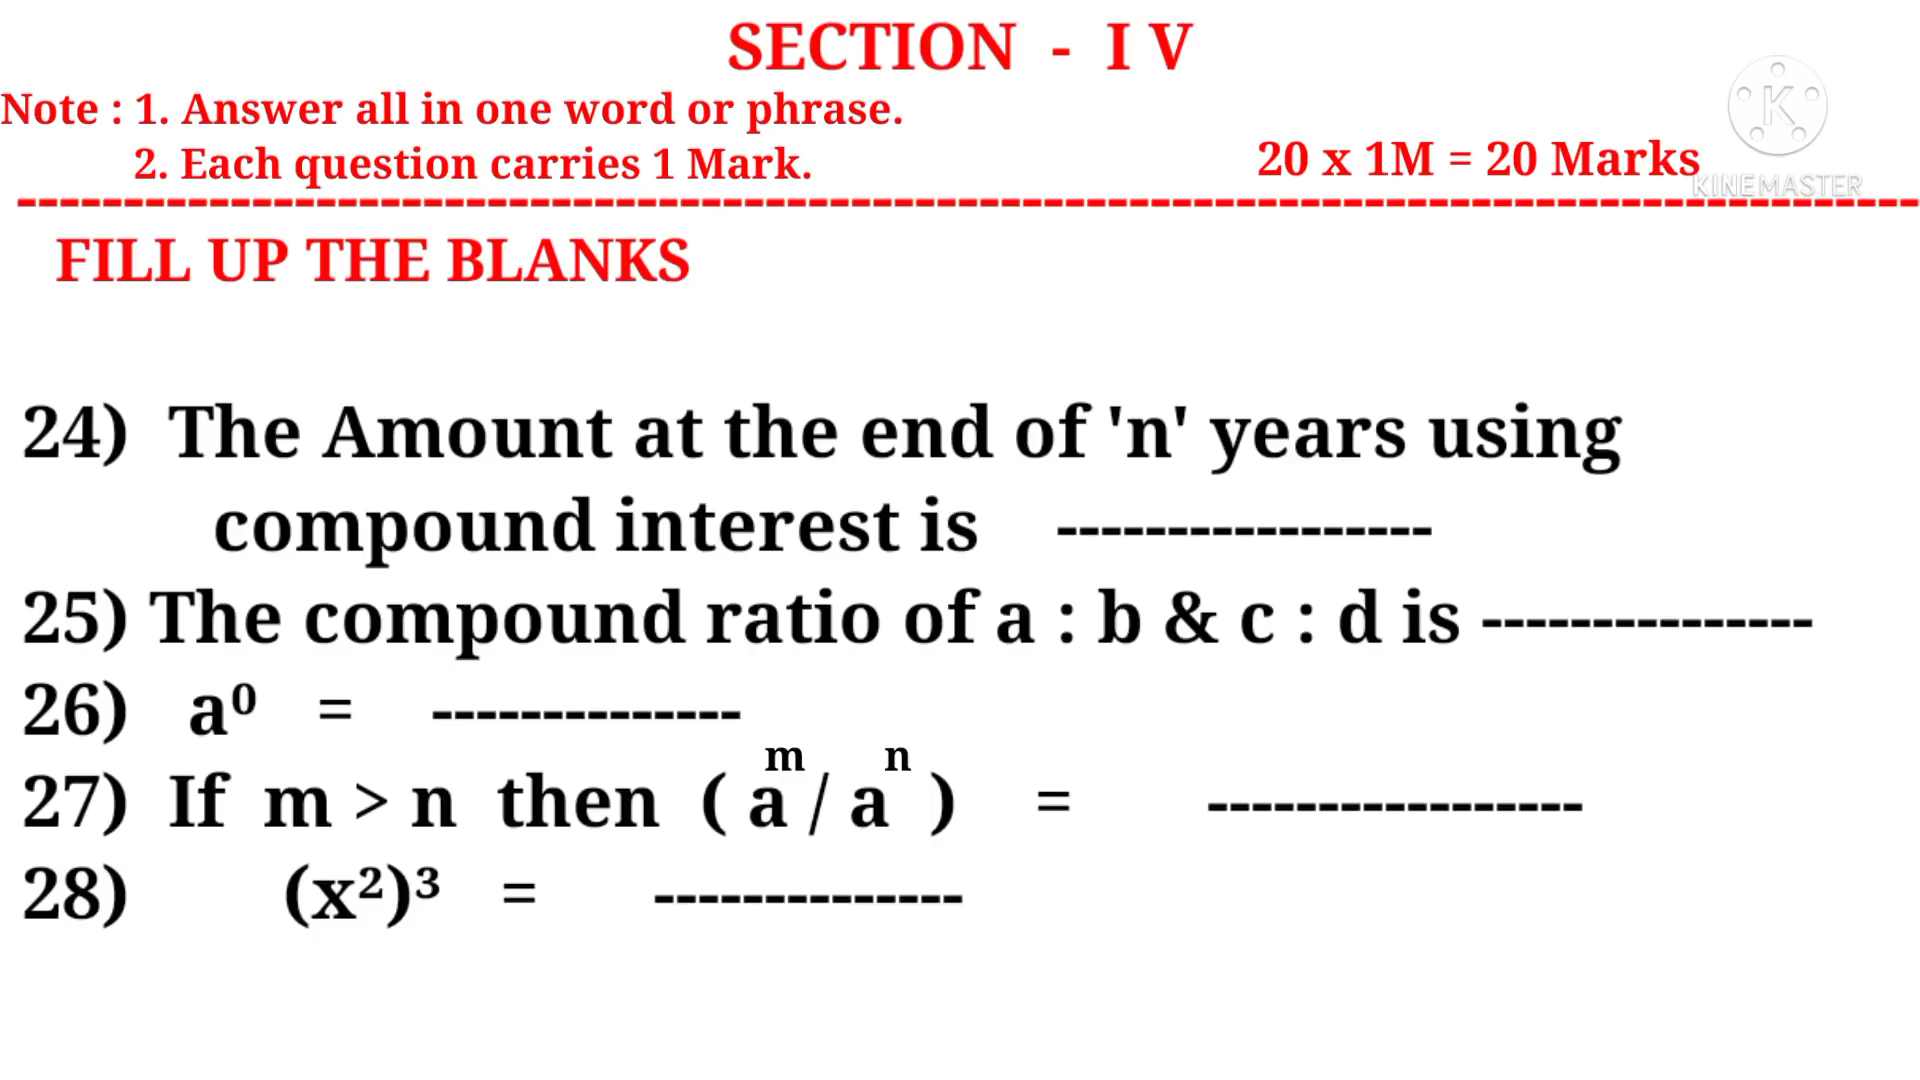 SECTION - I V
Note : 1. Answer all in one word or phrase.
2. Each question carries 1 Mark.
20 x 1M = 20 Marks
K
KINEMASTER
FILL UP THE BLANKS
24) The Amount at the end of 'n' years using
compound interest is -----------------
25) The compound ratio of a : b & c : d is ---------------
26) a⁰ = --------------
27) If m > n then ( aᵐ/ aⁿ ) = -----------------
28) (x²)³ = --------------